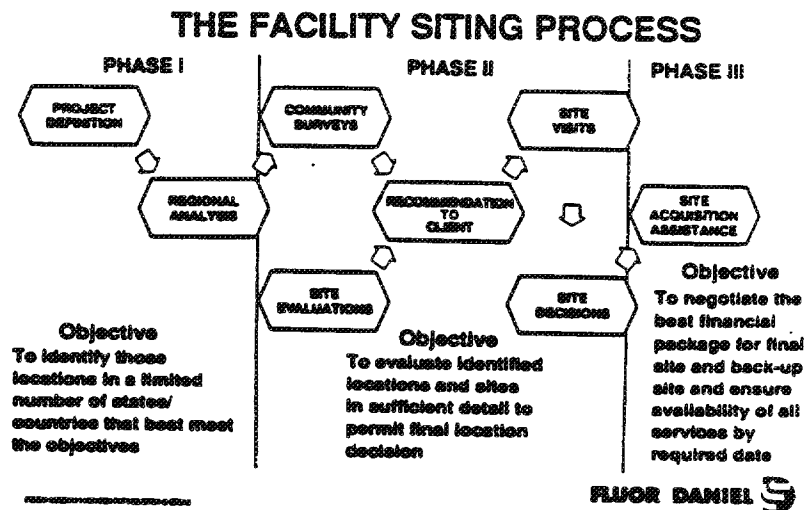 THE FACILITY SITING PROCESS
PHASE I
PHASE II
PHASE III
PROJECT
DEFINITION
REGIONAL
ANALYSIS
COMMUNITY
SURVEYS
SITE
EVALUATIONS
RECOMMENDATION
TO
CLIENT
SITE
VISITS
SITE
DECISIONS
SITE
ACQUISITION
ASSISTANCE
Objective
To identify those
locations in a limited
number of states/
countries that best meet
the objectives
Objective
To evaluate identified
locations and sites
in sufficient detail to
permit final location
decision
Objective
To negotiate the
best financial
package for final
site and back-up
site and ensure
availability of all
services by
required date
FLUOR DANIEL